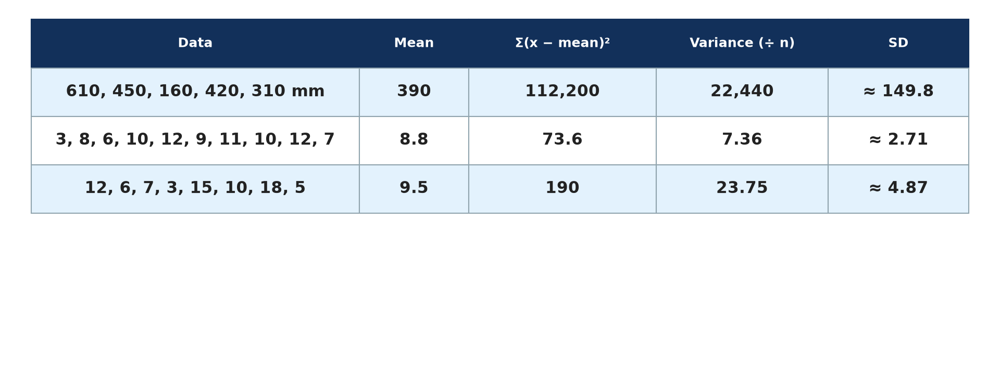 Data Mean Σ(x − mean)² Variance (÷ n) SD
610, 450, 160, 420, 310 mm 390 112,200 22,440 ≈ 149.8
3, 8, 6, 10, 12, 9, 11, 10, 12, 7 8.8 73.6 7.36 ≈ 2.71
12, 6, 7, 3, 15, 10, 18, 5 9.5 190 23.75 ≈ 4.87